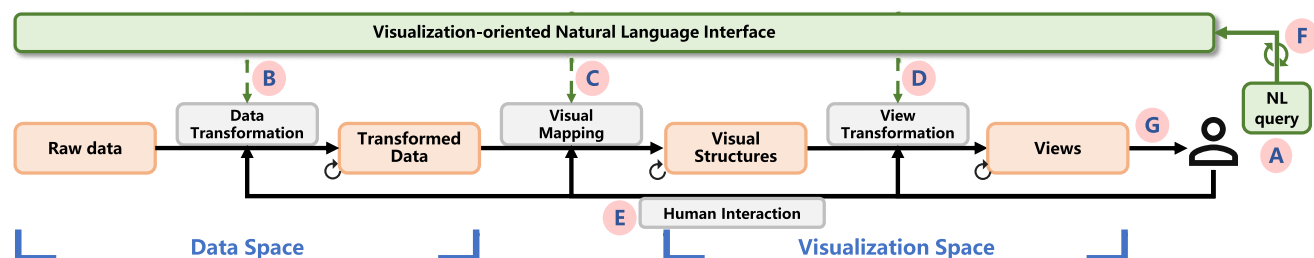 Visualization-oriented Natural Language Interface
F
B
C
D
NL
query
A
Data
Transformation
Visual
Mapping
View
Transformation
G
Raw data
Transformed
Data
Visual
Structures
Views
E
Human Interaction
Data Space
Visualization Space